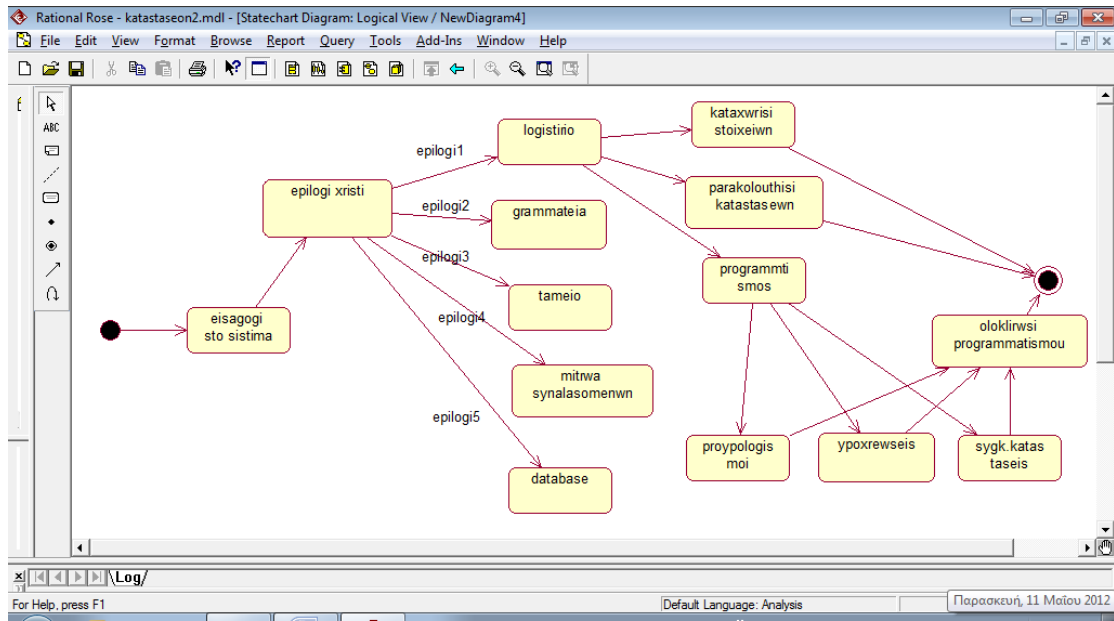 Rational Rose - katastaseon2.mdl - [Statechart Diagram: Logical View / NewDiagram4]
File Edit View Format Browse Report Query Tools Add-Ins Window Help
ABC
kataxwrisi
stoixeiwn
logistirio
epilogi1
parakolouthisi
katastasewn
epilogi xristi
epilogi2
grammateia
epilogi3
programmti
smos
tameio
eisagogi
sto sistima
epilogi4
oloklirwsi
programmatismou
mitrwa
synalasomenwn
epilogi5
proypologis
moi
ypoxrewseis
sygk.katas
taseis
database
Log
For Help, press F1
Default Language: Analysis
Παρασκευή, 11 Μαΐου 2012